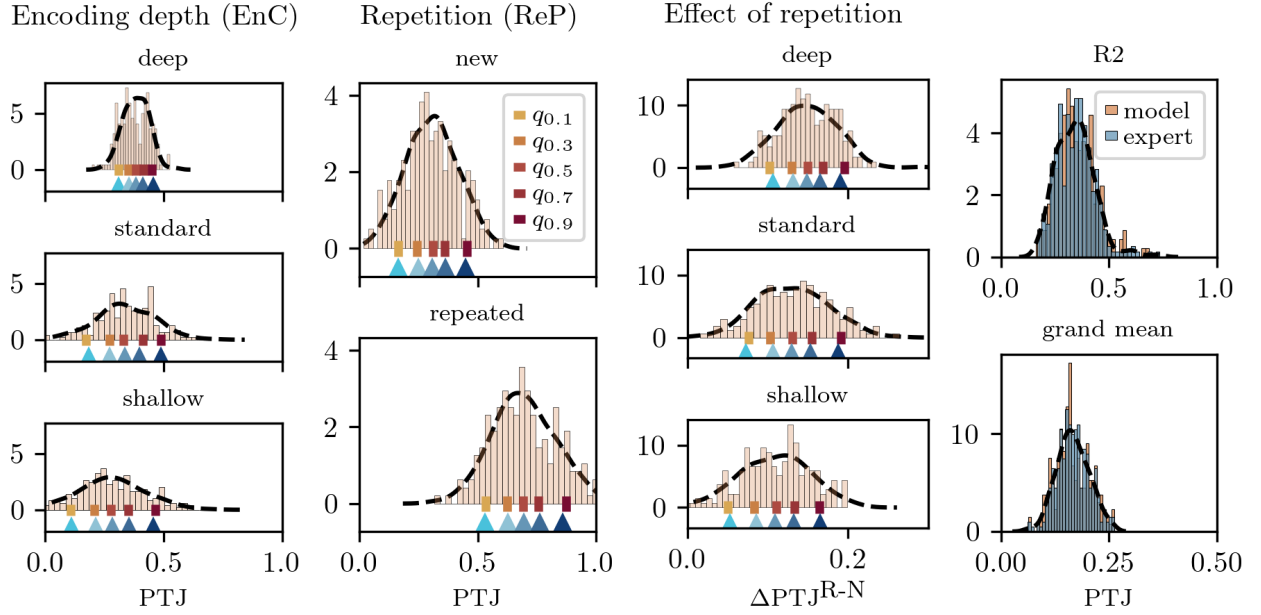 Encoding depth (EnC)
deep
5
0
standard
5
0
shallow
5
0
0.0 0.5 1.0
PTJ
Repetition (ReP)
new
4
2
0
q0.1
q0.3
q0.5
q0.7
q0.9
repeated
4
2
0
0.0 0.5 1.0
PTJ
Effect of repetition
deep
10
0
standard
10
0
shallow
10
0
0.0 0.2
ΔPTJR-N
R2
4
2
0
model
expert
0.0 0.5 1.0
grand mean
10
0
0.00 0.25 0.50
PTJ